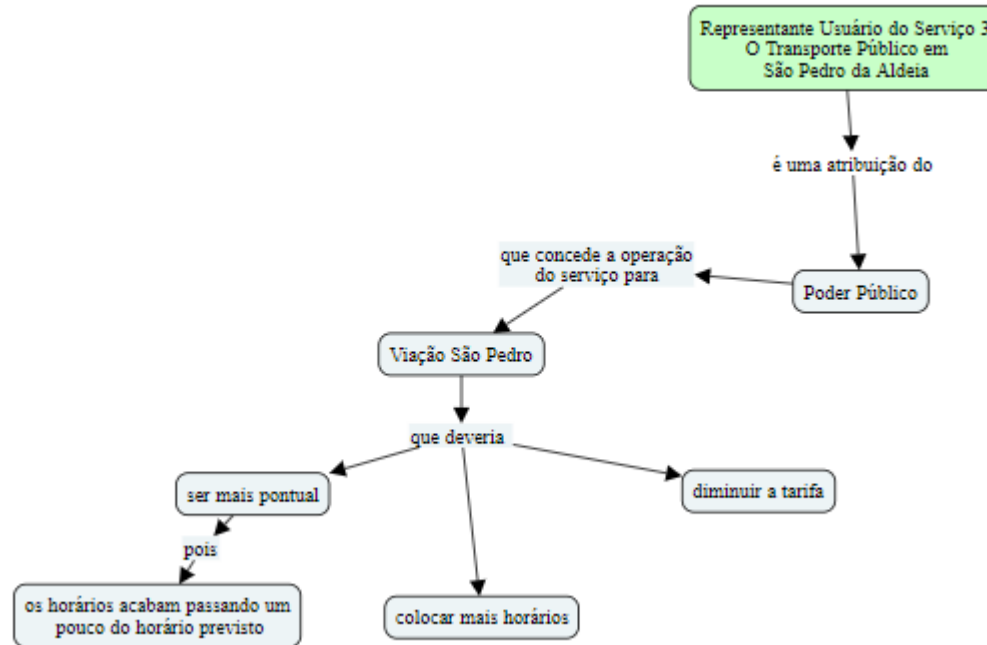 Representante Usuário do Serviço 3
O Transporte Público em
São Pedro da Aldeia
é uma atribuição do
Poder Público
que concede a operação
do serviço para
Viação São Pedro
que deveria
ser mais pontual
pois
os horários acabam passando um
pouco do horário previsto
colocar mais horários
diminuir a tarifa